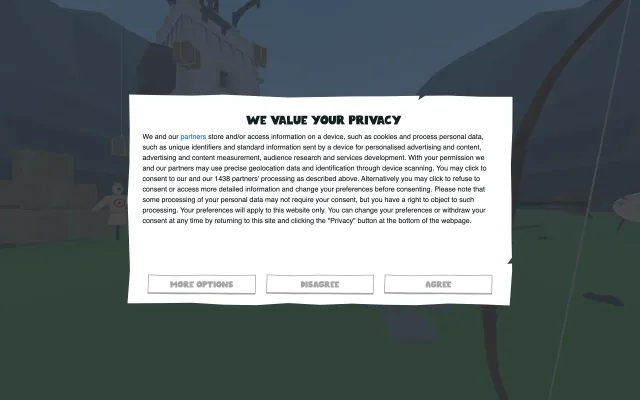 WE VALUE YOUR PRIVACY
We and our partners store and/or access information on a device, such as cookies and process personal data,
such as unique identifiers and standard information sent by a device for personalised advertising and content,
advertising and content measurement, audience research and services development. With your permission we
and our partners may use precise geolocation data and identification through device scanning. You may click to
consent to our and our 1438 partners' processing as described above. Alternatively you may click to refuse to
consent or access more detailed information and change your preferences before consenting. Please note that
some processing of your personal data may not require your consent, but you have a right to object to such
processing. Your preferences will apply to this website only. You can change your preferences or withdraw your
consent at any time by returning to this site and clicking the "Privacy" button at the bottom of the webpage.
MORE OPTIONS
DISAGREE
AGREE